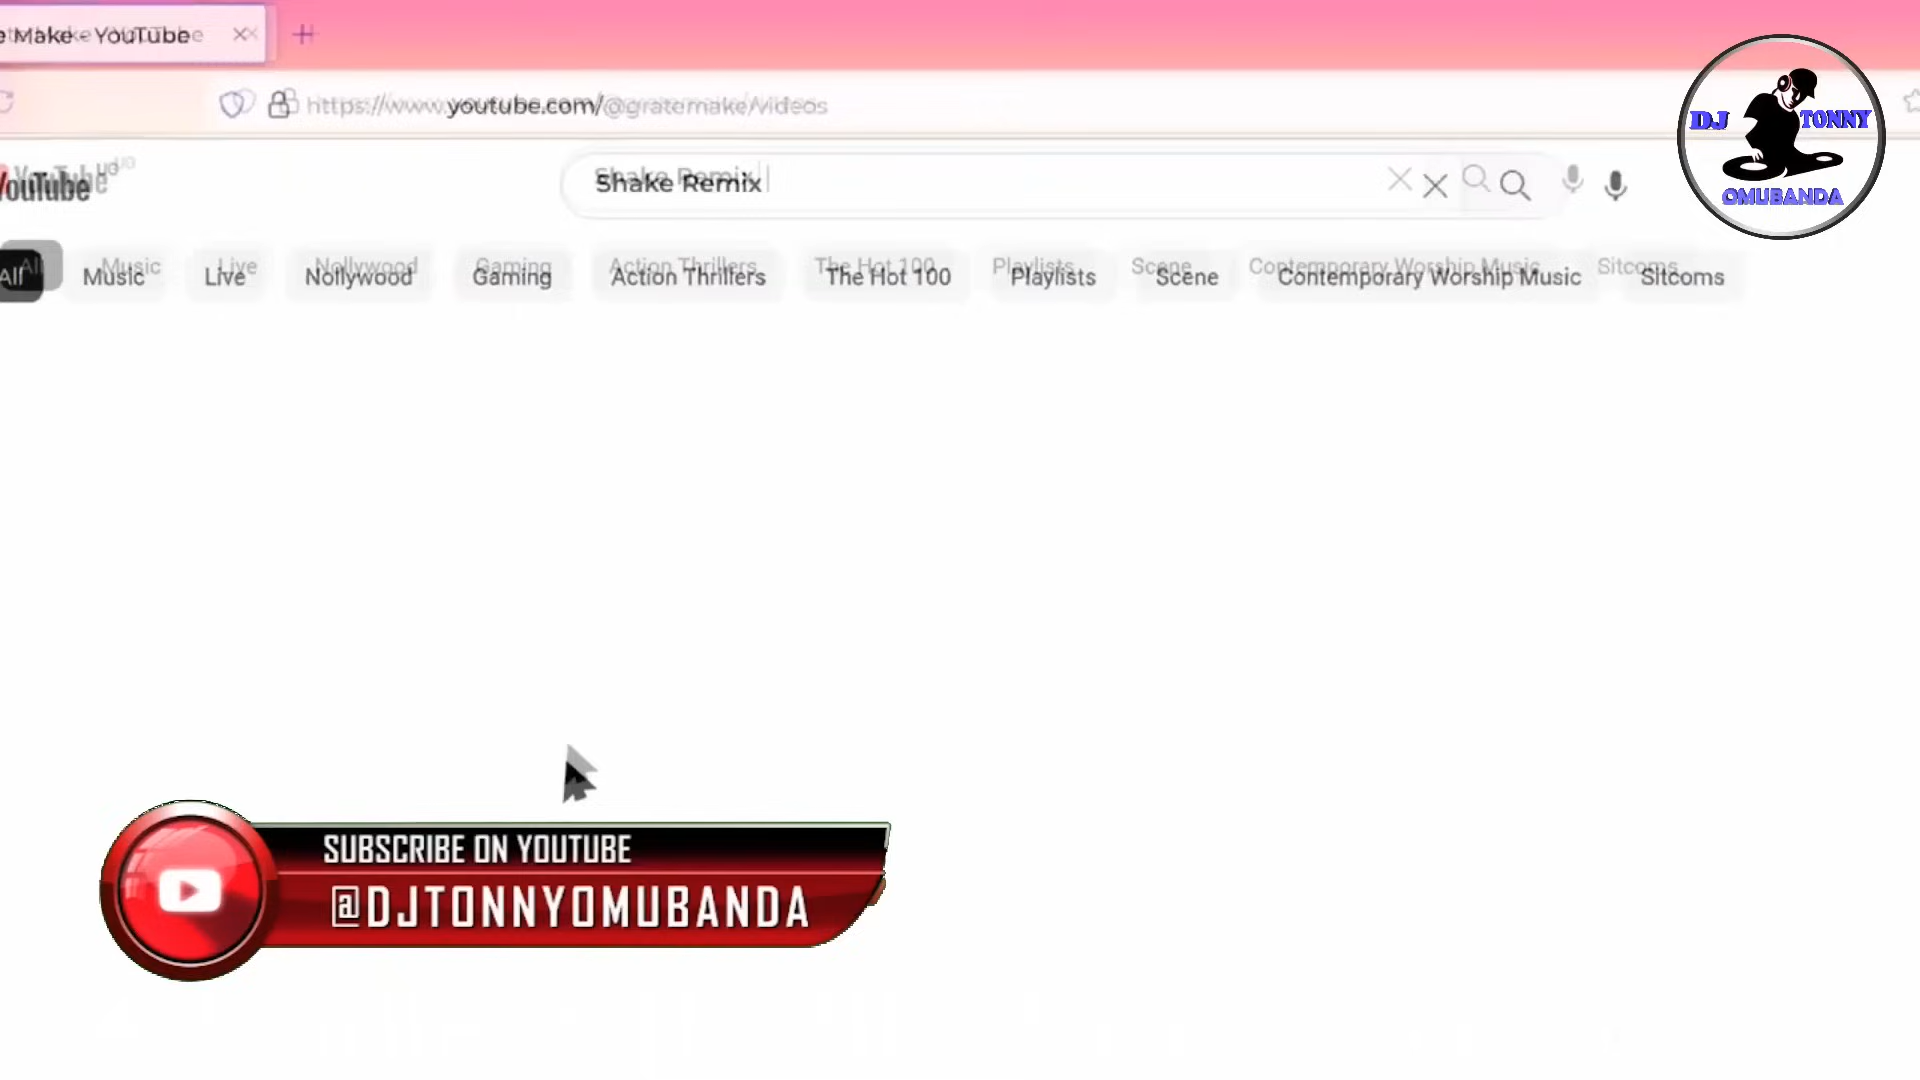 e Make - YouTube
https://www.youtube.com/@gratemake/videos
DJ TONNY
OMUBANDA
YouTube UG
Shake Remix
All Music Live Nollywood Gaming Action Thrillers The Hot 100 Playlists Scene Contemporary Worship Music Sitcoms
SUBSCRIBE ON YOUTUBE
@DJTONNYOMUBANDA